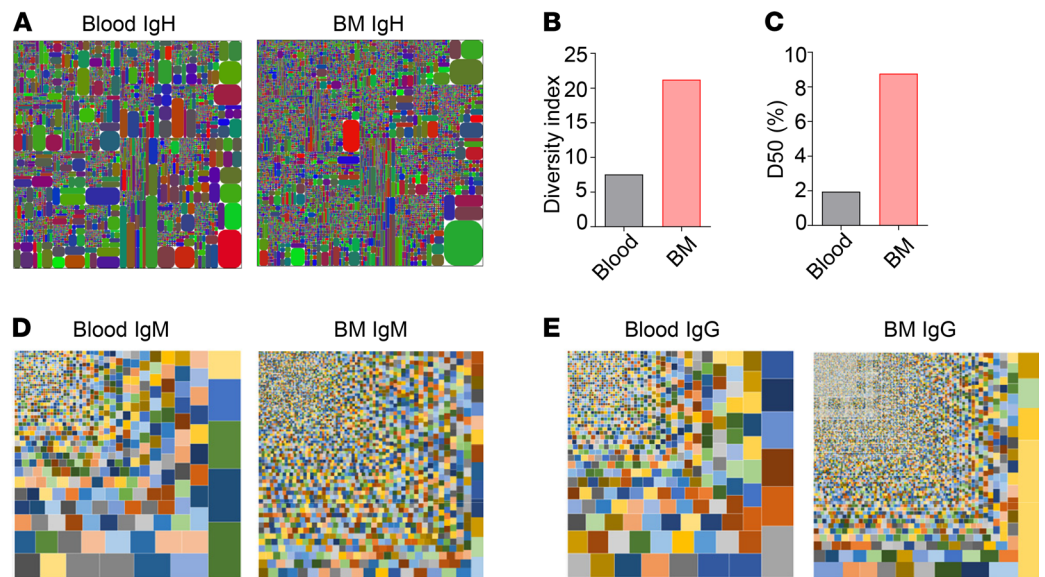 A
Blood IgH
BM IgH
B
Diversity index
25
20
15
10
5
0
Blood
BM
C
D50 (%)
10
8
6
4
2
0
Blood
BM
D
Blood IgM
BM IgM
E
Blood IgG
BM IgG